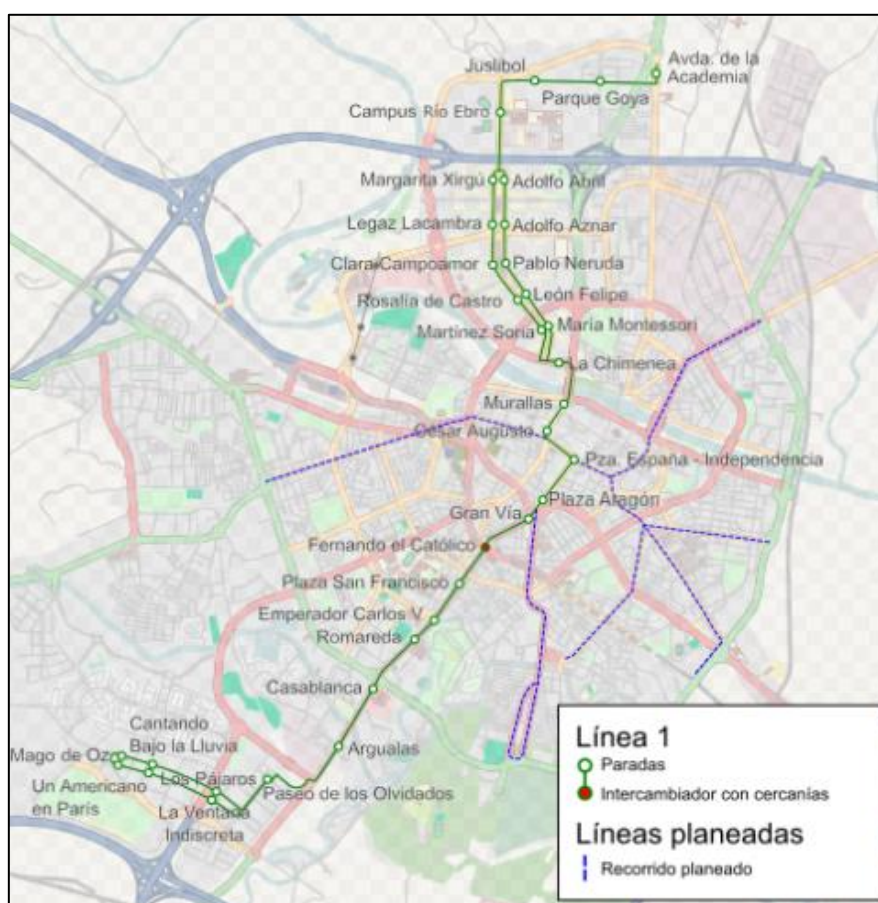 Avda. de la
Academia
Juslibol
Parque Goya
Campus Río Ebro
Margarita Xirgú
Adolfo Abril
Legaz Lacambra
Adolfo Aznar
Clara Campoamor
Pablo Neruda
León Felipe
Rosalía de Castro
Martínez Soria
María Montessori
La Chimenea
Murallas
César Augusto
Pza. España - Independencia
Plaza Aragón
Gran Vía
Fernando el Católico
Plaza San Francisco
Emperador Carlos V
Romareda
Casablanca
Argualas
Cantando
Bajo la Lluvia
Mago de Oz
Los Pájaros
Paseo de los Olvidados
Un Americano
en París
La Ventana
Indiscreta
Línea 1
Paradas
Intercambiador con cercanías
Líneas planeadas
Recorrido planeado